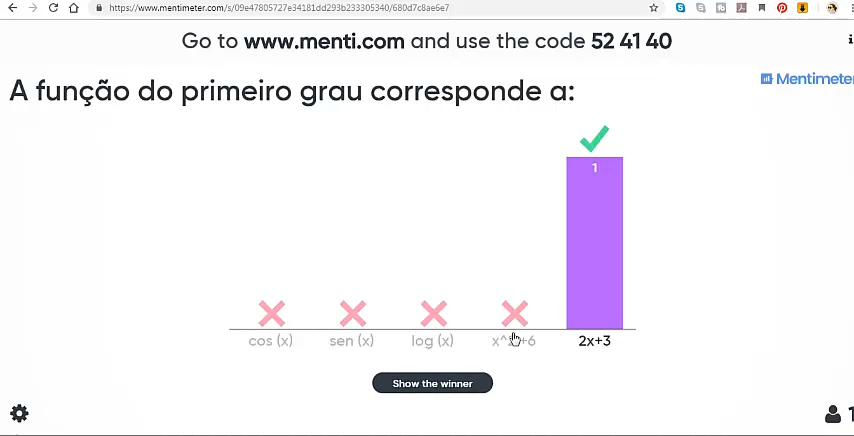 https://www.mentimeter.com/s/09e47805727e34181dd293b233305340/680d7c8ae6e7
Go to www.menti.com and use the code 52 41 40
Mentimeter
A função do primeiro grau corresponde a:
1
cos (x)
sen (x)
log (x)
2x+3
Show the winner
1